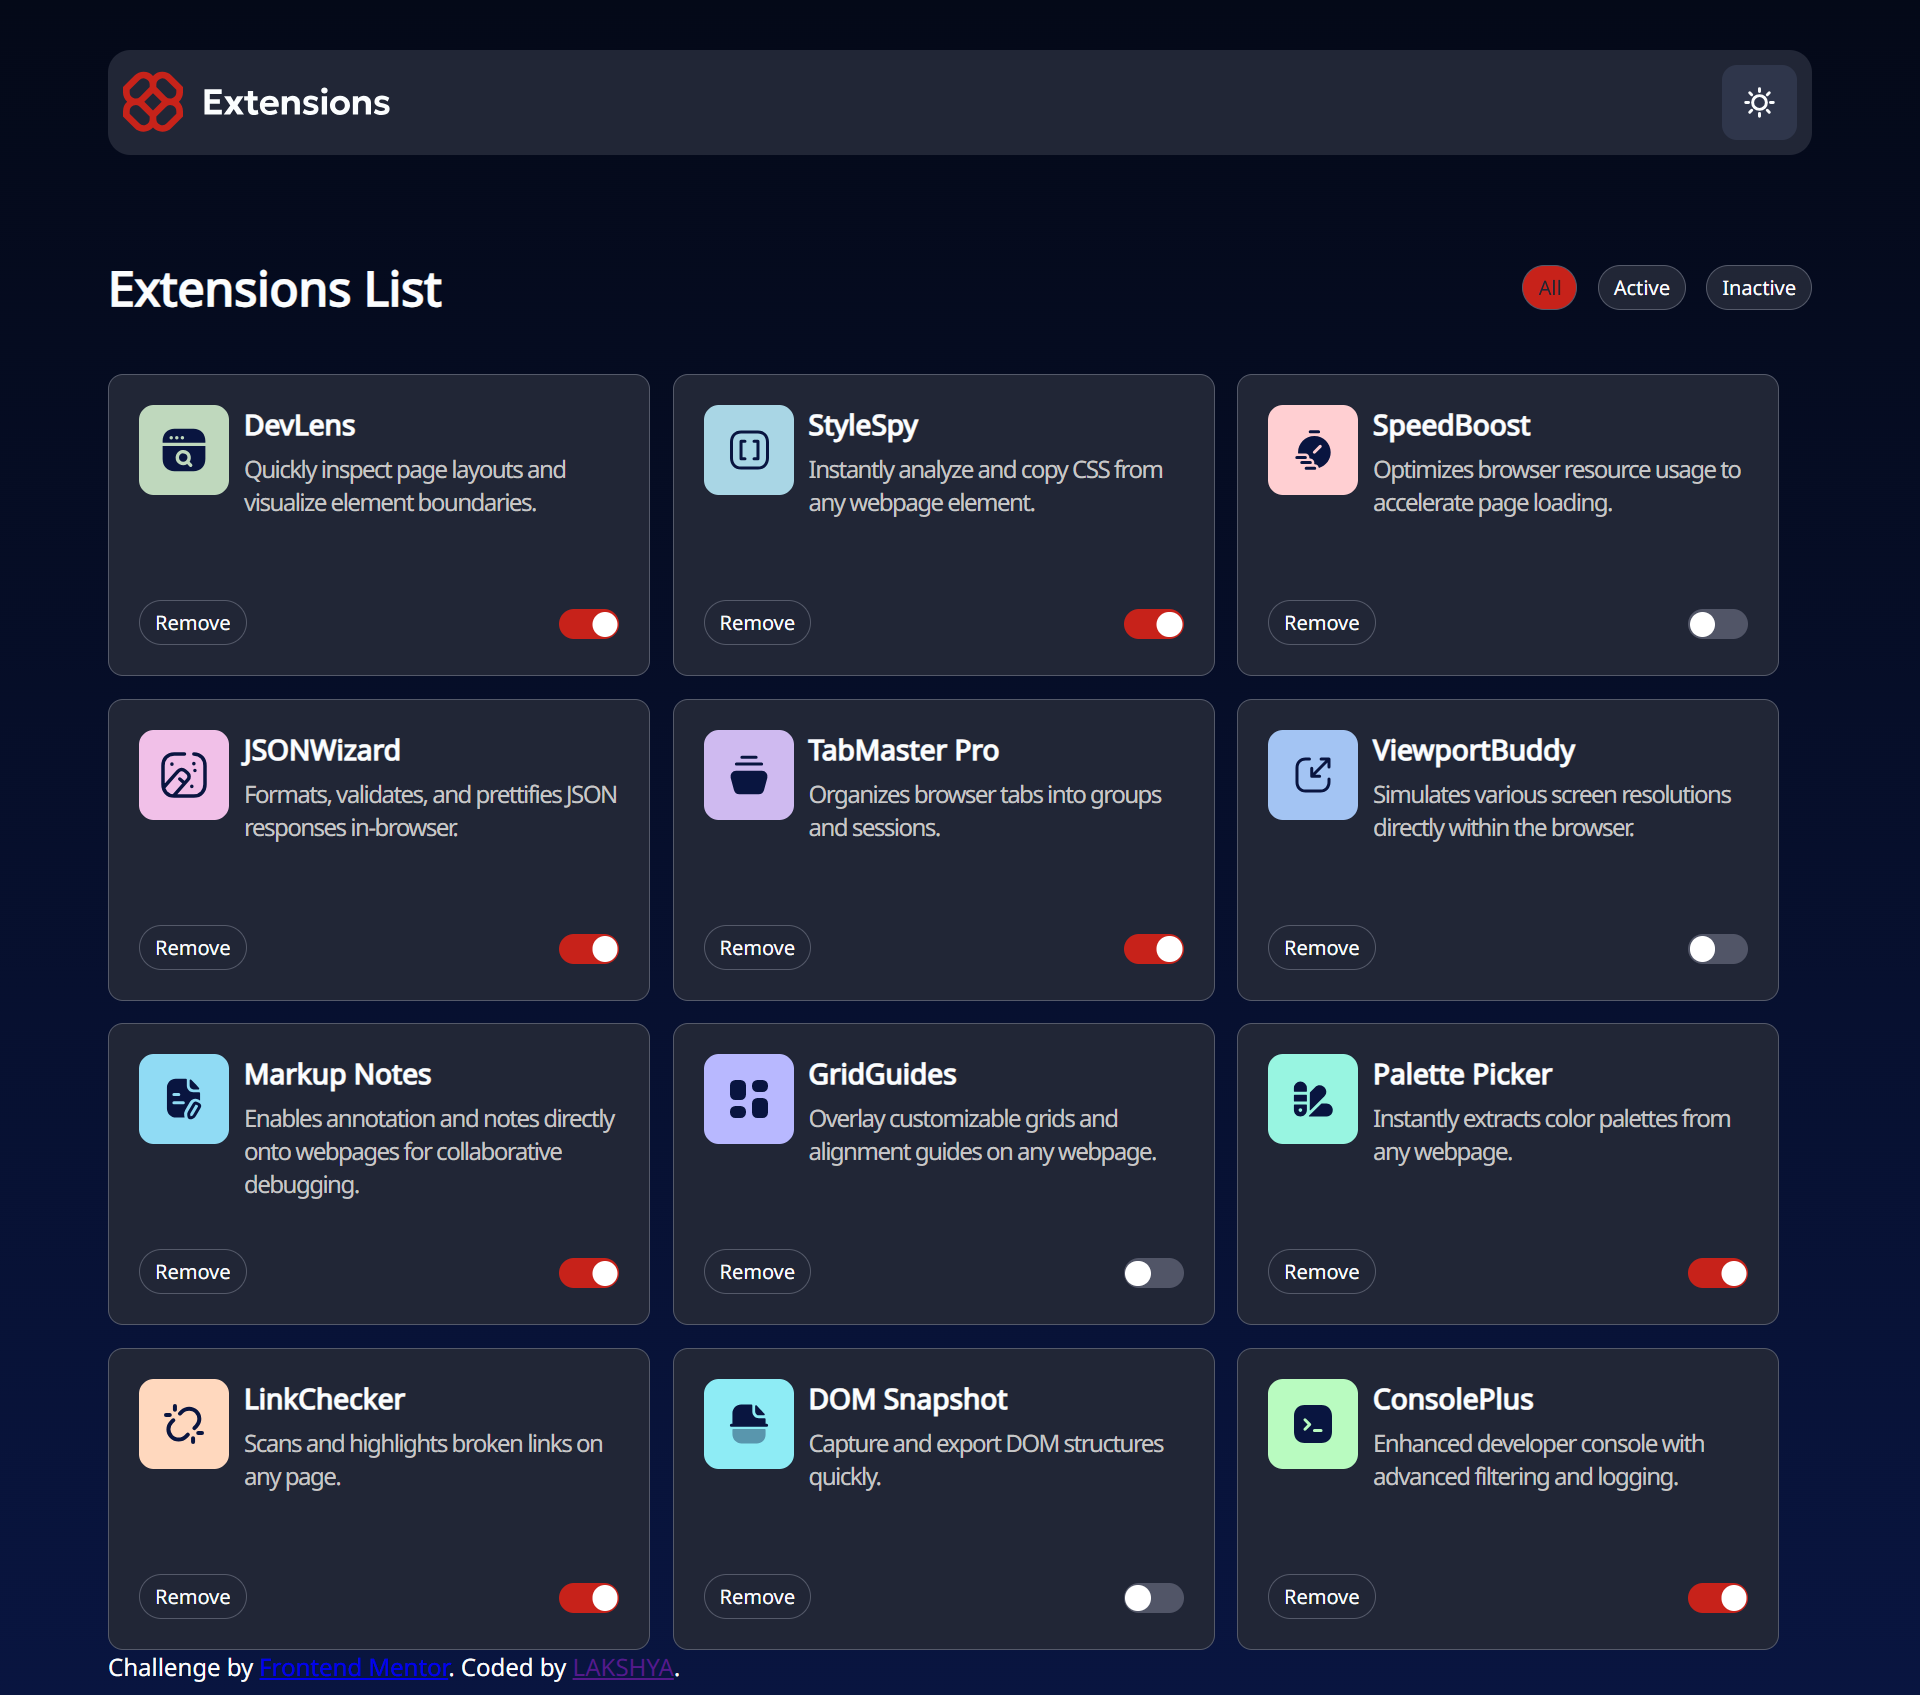 Extensions
Extensions List
All
Active
Inactive
DevLens
Quickly inspect page layouts and
visualize element boundaries.
Remove
StyleSpy
Instantly analyze and copy CSS from
any webpage element.
Remove
SpeedBoost
Optimizes browser resource usage to
accelerate page loading.
Remove
JSONWizard
Formats, validates, and prettifies JSON
responses in-browser.
Remove
TabMaster Pro
Organizes browser tabs into groups
and sessions.
Remove
ViewportBuddy
Simulates various screen resolutions
directly within the browser.
Remove
Markup Notes
Enables annotation and notes directly
onto webpages for collaborative
debugging.
Remove
GridGuides
Overlay customizable grids and
alignment guides on any webpage.
Remove
Palette Picker
Instantly extracts color palettes from
any webpage.
Remove
LinkChecker
Scans and highlights broken links on
any page.
Remove
DOM Snapshot
Capture and export DOM structures
quickly.
Remove
ConsolePlus
Enhanced developer console with
advanced filtering and logging.
Remove
Challenge by Frontend Mentor. Coded by LAKSHYA.